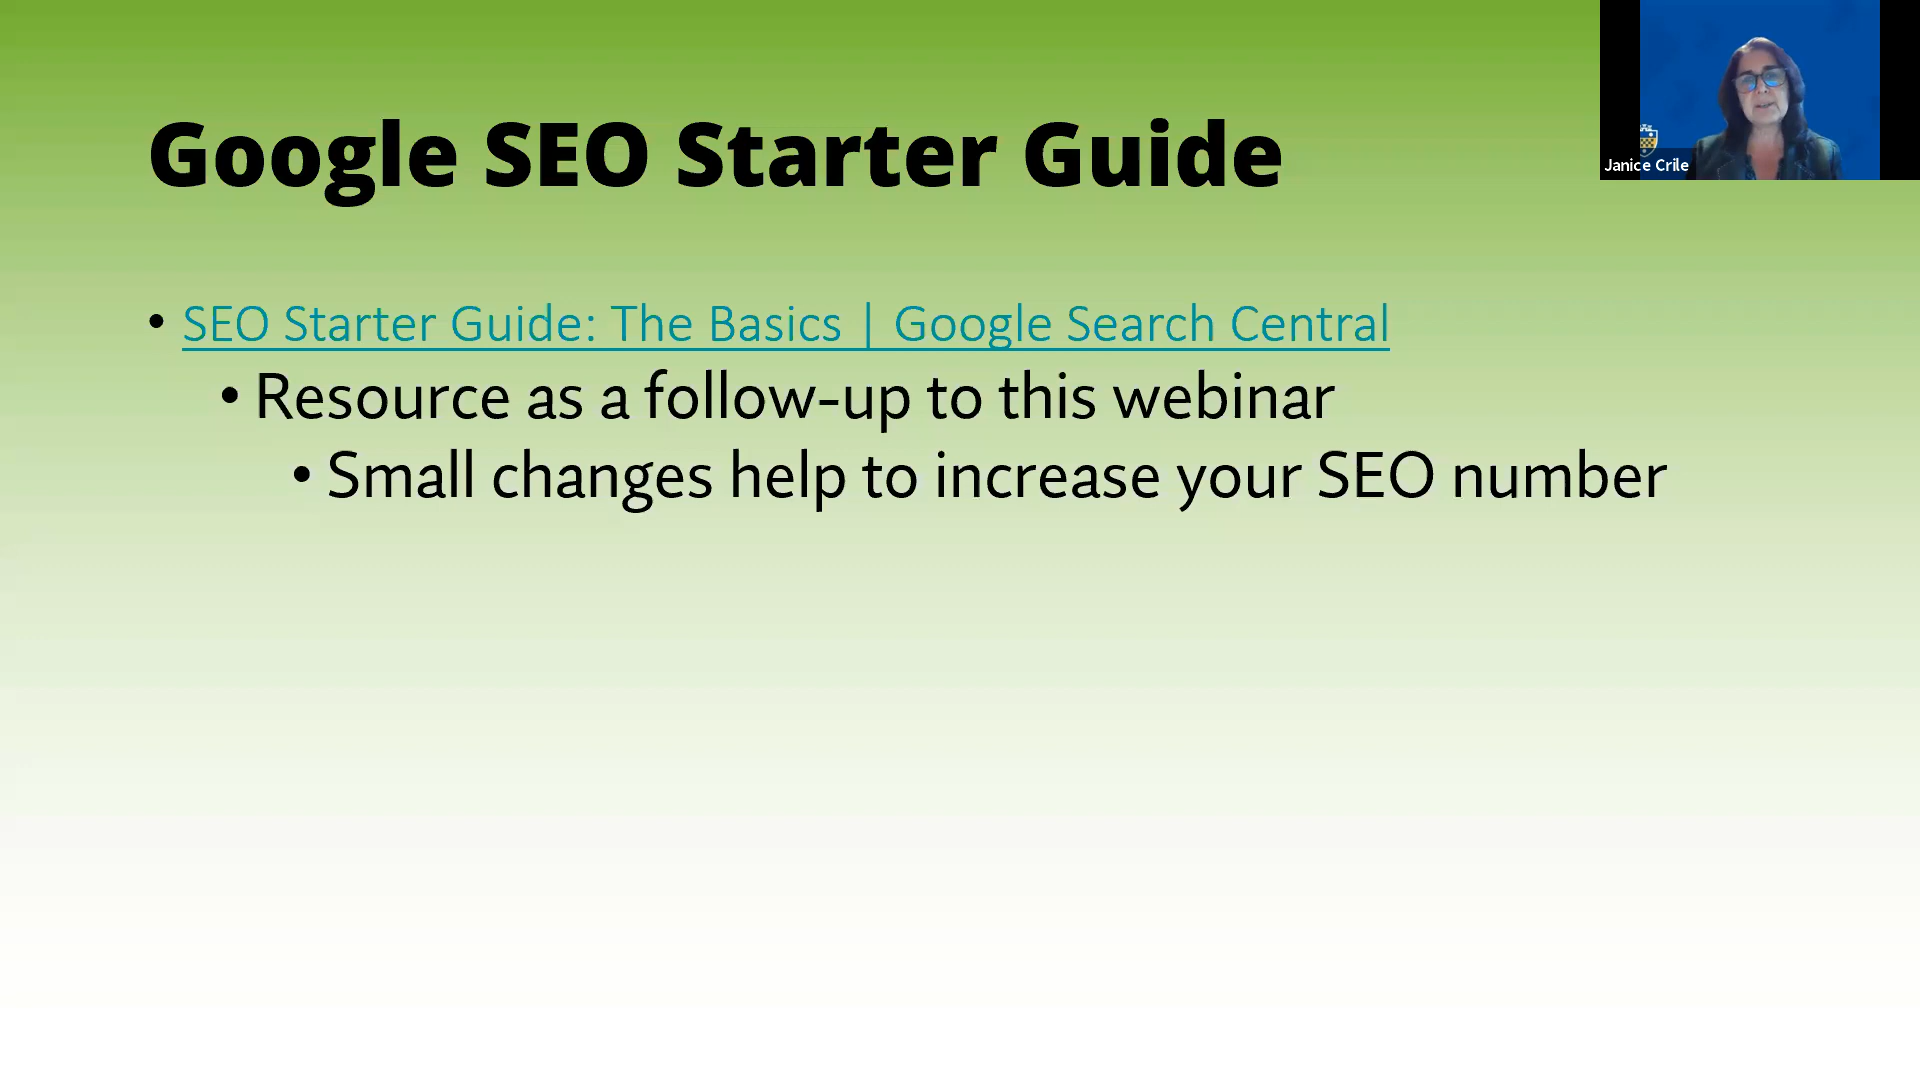 Google SEO Starter Guide
Janice Crile
• SEO Starter Guide: The Basics | Google Search Central
• Resource as a follow-up to this webinar
• Small changes help to increase your SEO number